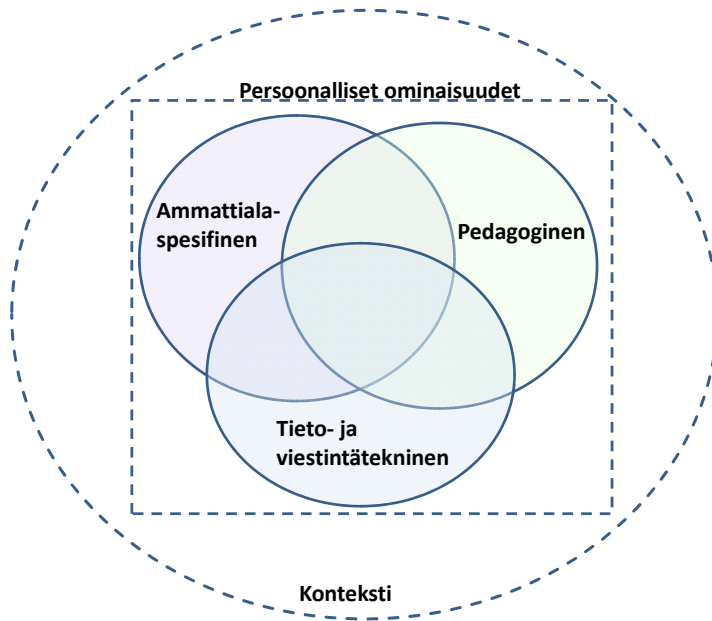 Persoonalliset ominaisuudet
Ammattiala-
spesifinen
Pedagoginen
Tieto- ja
viestintätekninen
Konteksti